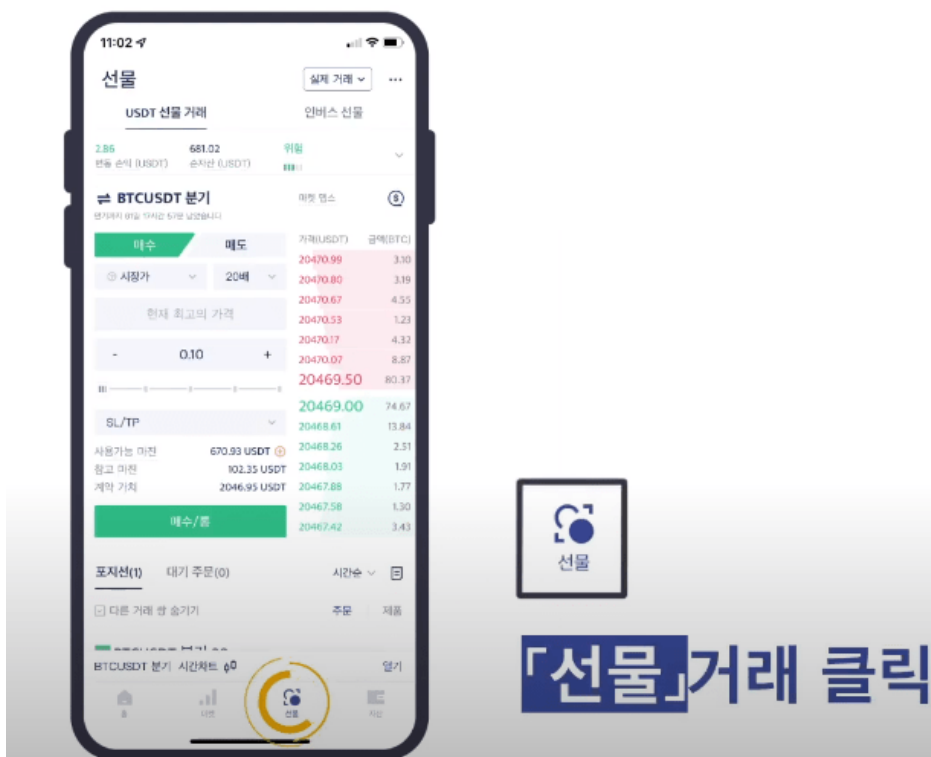 11:02
선물
실제 거래
USDT 선물 거래
인버스 선물
2.86
681.02
위험
변동 손익 (USDT)
순자산 (USDT)
BTCUSDT 분기
마켓 뎁스
매수
매도
가격(USDT)
금액(BTC)
시장가
20배
현재 최고의 가격
-
0.10
+
SL/TP
사용가능 마진
670.93 USDT
참고 마진
102.35 USDT
계약 가치
2046.95 USDT
매수/롱
20470.99
3.10
20470.80
3.19
20470.67
4.55
20470.53
1.23
20470.17
4.32
20470.07
8.87
20469.50
80.37
20469.00
74.67
20468.61
13.84
20468.26
2.51
20468.03
1.91
20467.88
1.77
20467.58
1.30
20467.42
3.43
포지션(1)
대기 주문(0)
시간순
다른 거래 쌍 숨기기
주문
제품
BTCUSDT 분기 시간차트
열기
홈
마켓
선물
자산
선물
「선물」거래 클릭